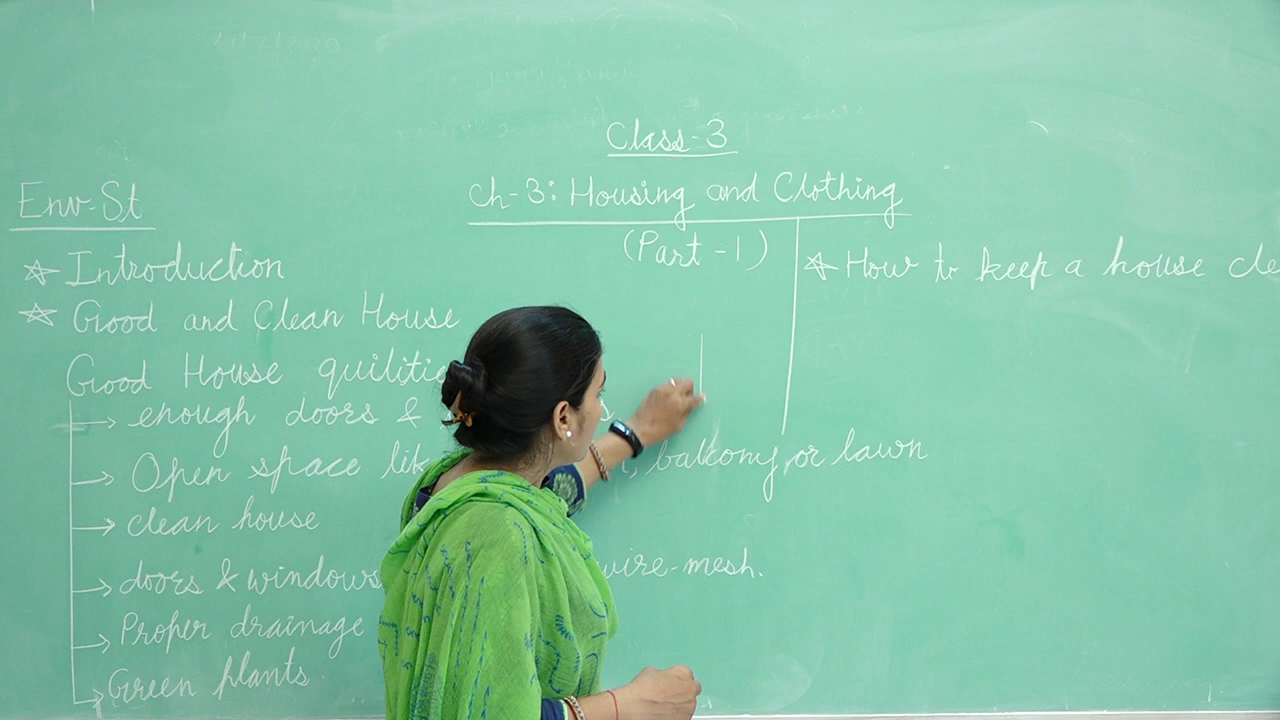 Class-3
Ch-3: Housing and Clothing
(Part-1)
Env. St
☆ Introduction
☆ Good and Clean House
Good House
→ enough doors &
→ Open space , balkony, or lawn
→ clean house
→ doors & windows wire-mesh.
→ Proper drainage
→ Green plants.
☆ How to keep a house